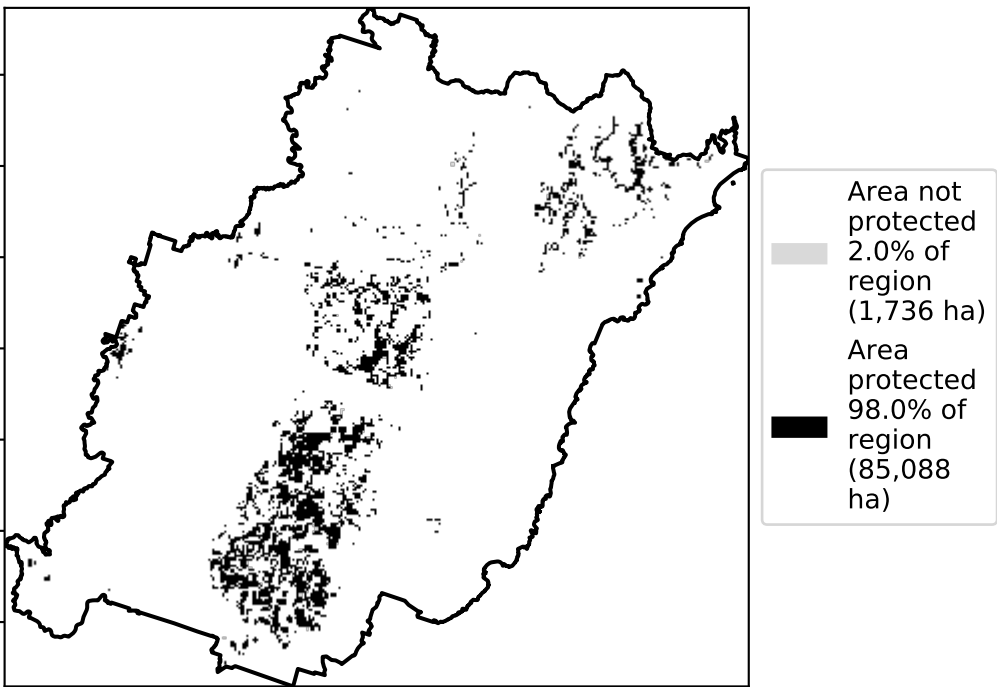 Area not
protected
2.0% of
region
(1,736 ha)
Area
protected
98.0% of
region
(85,088
ha)